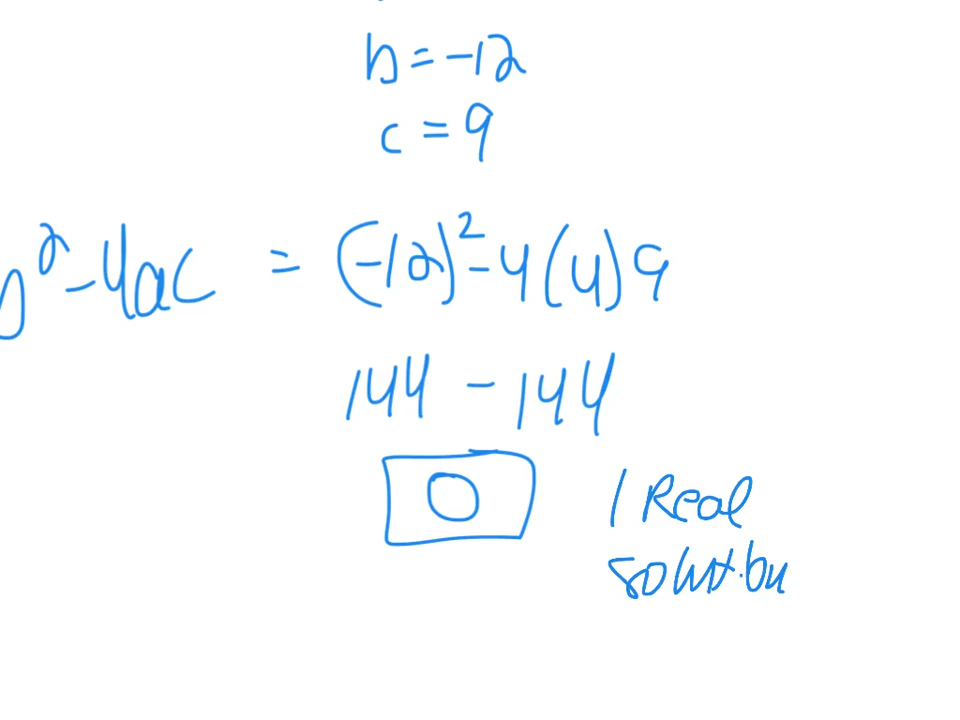 b = -12
c = 9
b² - 4ac = (-12)² - 4(4)9
144 - 144
0
1 Real
solution